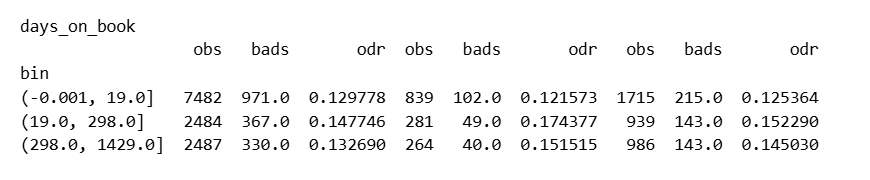 days_on_book
obs bads odr obs bads odr obs bads odr
bin
(-0.001, 19.0] 7482 971.0 0.129778 839 102.0 0.121573 1715 215.0 0.125364
(19.0, 298.0] 2484 367.0 0.147746 281 49.0 0.174377 939 143.0 0.152290
(298.0, 1429.0] 2487 330.0 0.132690 264 40.0 0.151515 986 143.0 0.145030